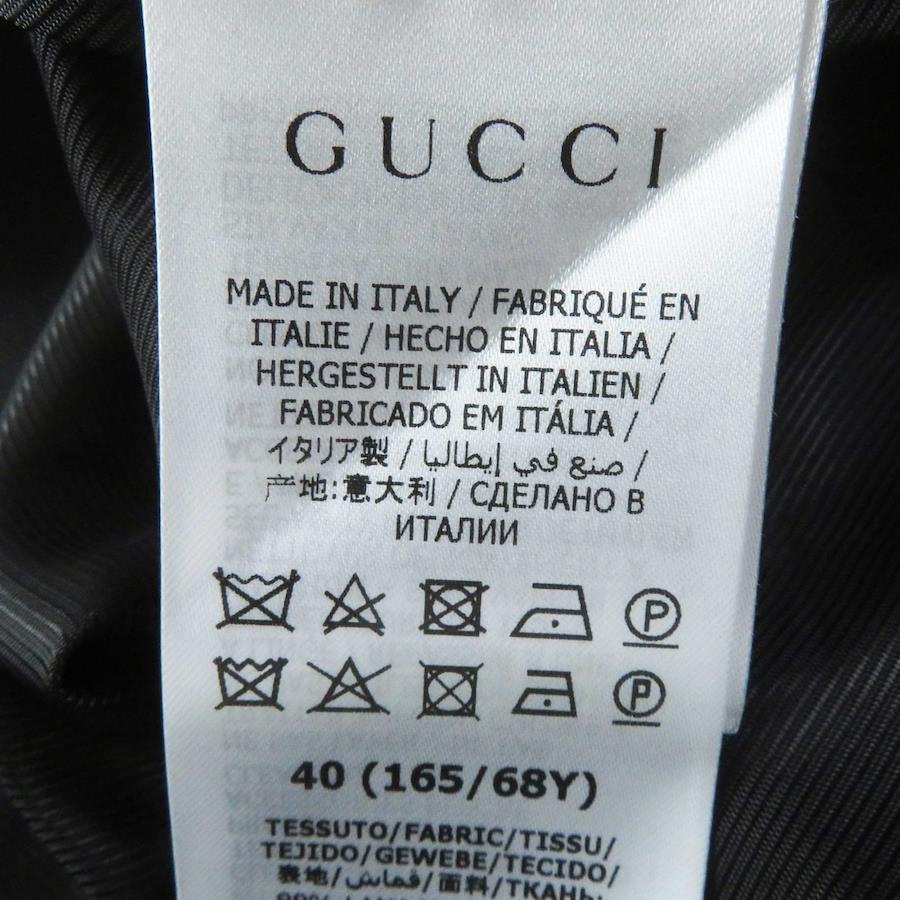 GUCCI
MADE IN ITALY / FABRIQUÉ EN
ITALIE / HECHO EN ITALIA /
HERGESTELLT IN ITALIEN /
FABRICADO EM ITÁLIA /
イタリア製 / صنع في إيطاليا /
产地:意大利 / СДЕЛАНО В
ИТАЛИИ
P
P
40 (165/68Y)
TESSUTO/FABRIC/TISSU/
TEJIDO/GEWEBE/TECIDO/
表地/قماش/面料/ТКАНЬ